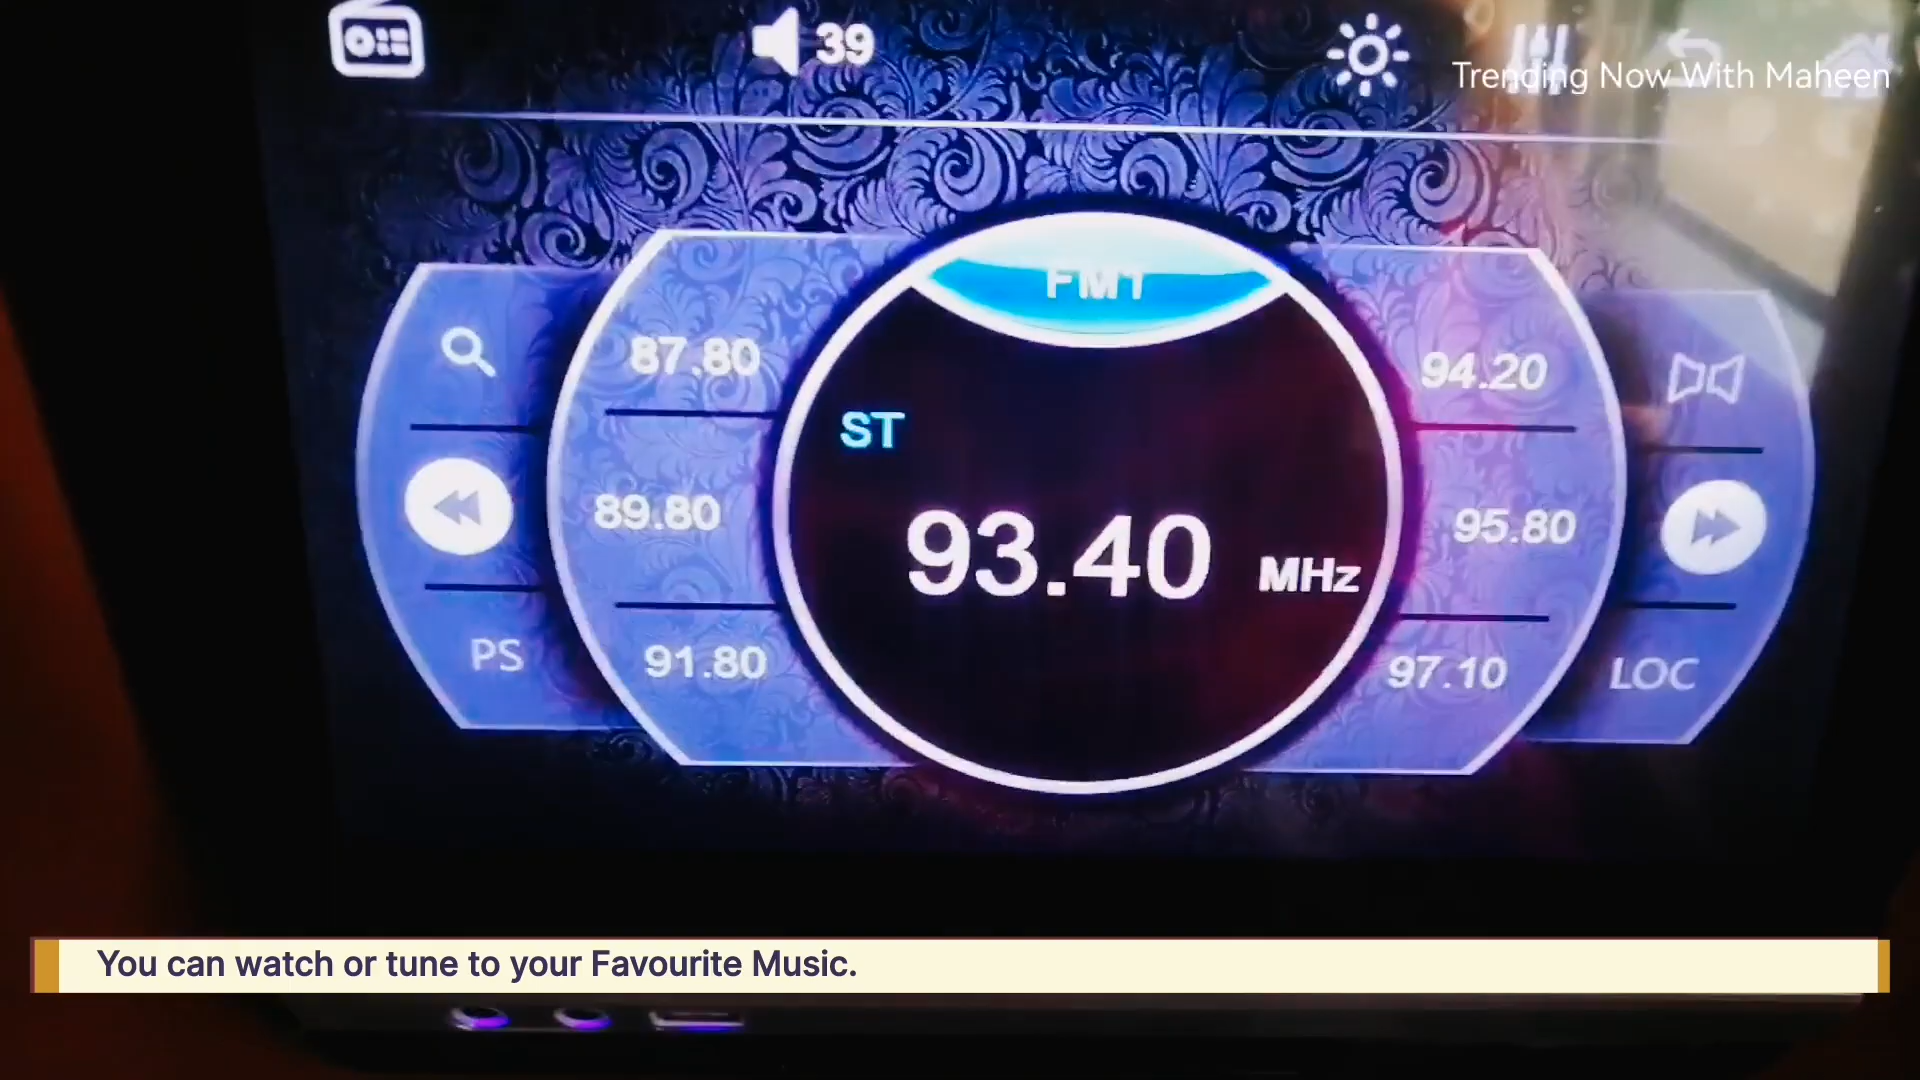 39
Trending Now With Maheen
FM1
87.80
94.20
ST
89.80
93.40 MHz
95.80
PS
91.80
97.10
LOC
You can watch or tune to your Favourite Music.